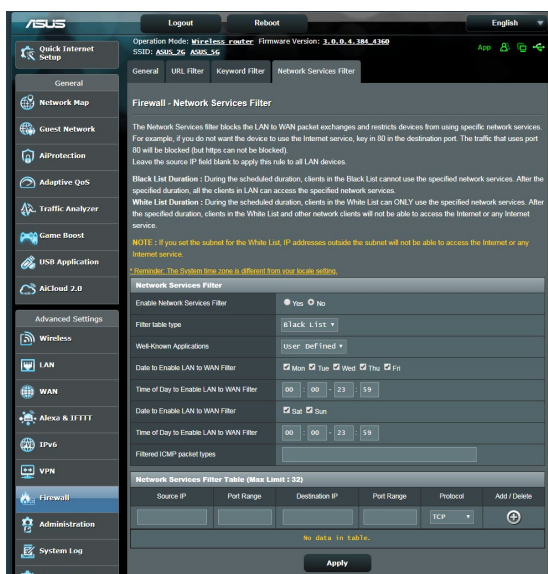 ASUS
Logout
Reboot
English
Operation Mode: Wireless router Firmware Version: 3.0.0.4.384_4360
SSID: ASUS_2G ASUS_5G
App
Quick Internet Setup
General
Network Map
Guest Network
AiProtection
Adaptive QoS
Traffic Analyzer
Game Boost
USB Application
AiCloud 2.0
Advanced Settings
Wireless
LAN
WAN
Alexa & IFTTT
IPv6
VPN
Firewall
Administration
System Log
General URL Filter Keyword Filter Network Services Filter
Firewall - Network Services Filter
The Network Services filter blocks the LAN to WAN packet exchanges and restricts devices from using specific network services.
For example, if you do not want the device to use the Internet service, key in 80 in the destination port. The traffic that uses port
80 will be blocked (but https can not be blocked).
Leave the source IP field blank to apply this rule to all LAN devices.
Black List Duration : During the scheduled duration, clients in the Black List cannot use the specified network services. After the
specified duration, all the clients in LAN can access the specified network services.
White List Duration : During the scheduled duration, clients in the White List can ONLY use the specified network services. After
the specified duration, clients in the White List and other network clients will not be able to access the Internet or any Internet
service.
NOTE : If you set the subnet for the White List, IP addresses outside the subnet will not be able to access the Internet or any
Internet service.
* Reminder: The System time zone is different from your locale setting.
Network Services Filter
Enable Network Services Filter Yes No
Filter table type Black List
Well-Known Applications User Defined
Date to Enable LAN to WAN Filter Mon Tue Wed Thu Fri
Time of Day to Enable LAN to WAN Filter 00 : 00 - 23 : 59
Date to Enable LAN to WAN Filter Sat Sun
Time of Day to Enable LAN to WAN Filter 00 : 00 - 23 : 59
Filtered ICMP packet types
Network Services Filter Table (Max Limit : 32)
Source IP Port Range Destination IP Port Range Protocol Add / Delete
TCP
No data in table.
Apply